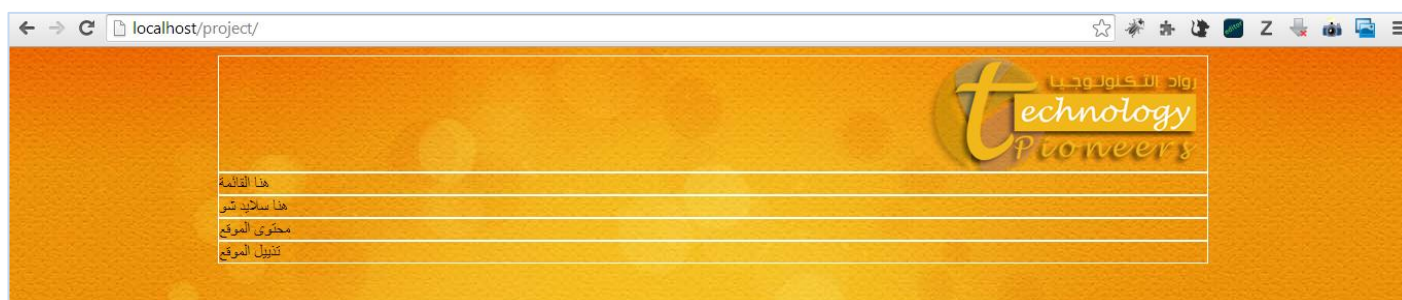 localhost/project/
رواد التكنولوجيا
technology
Pioneers
هنا القائمة
هنا سلايد شو
محتوى الموقع
تذييل الموقع